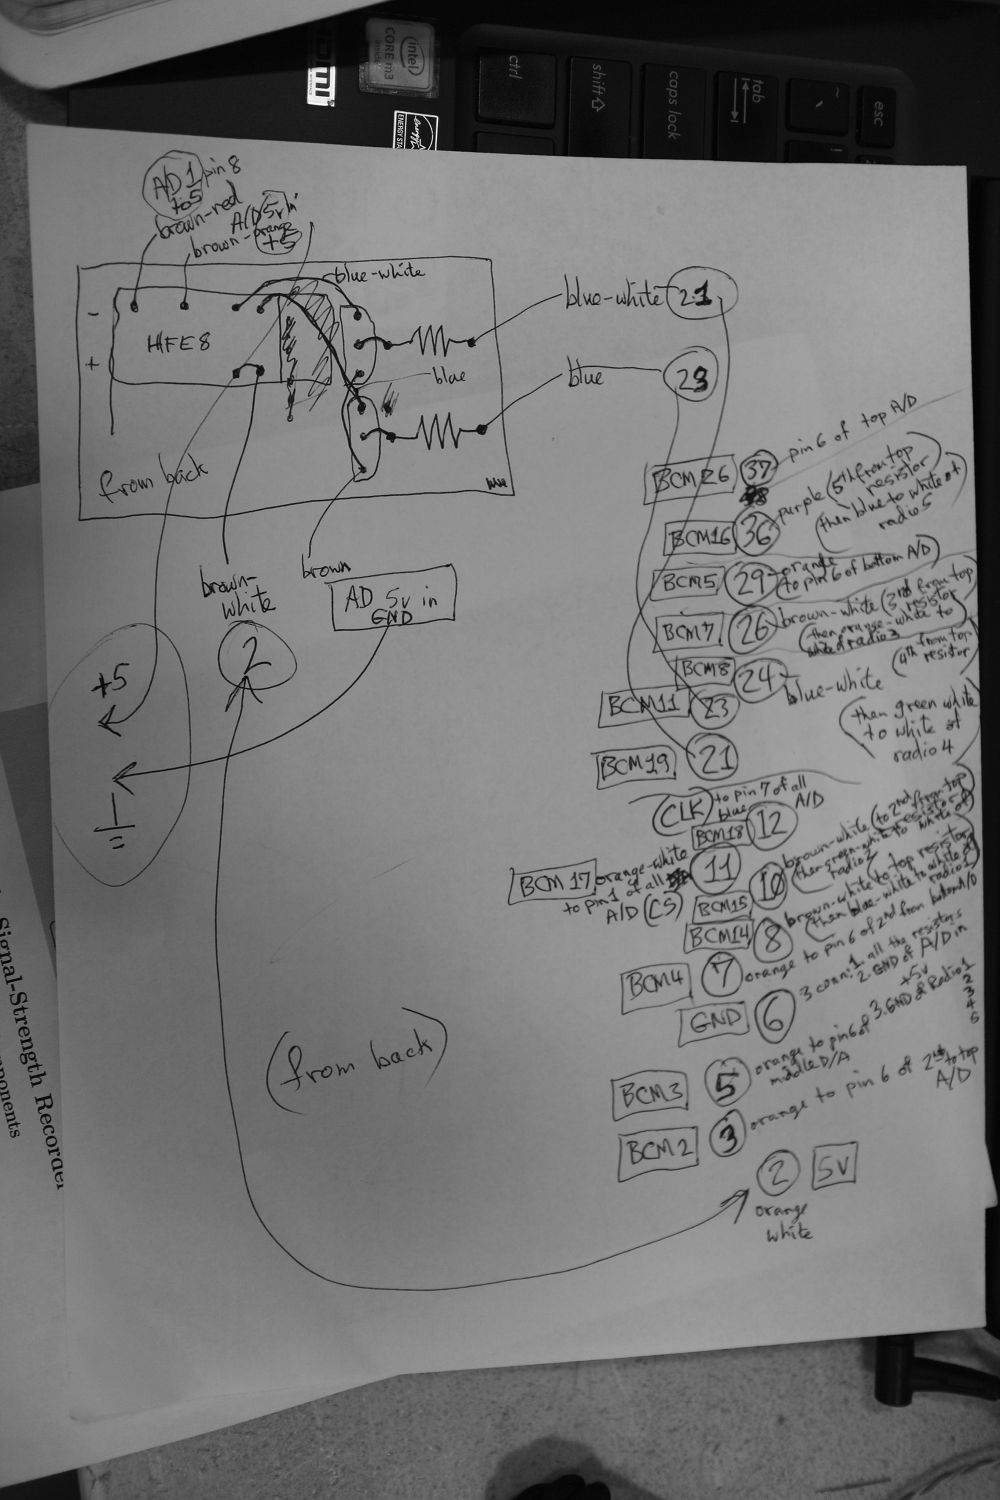 intel
CORE m3
inside
ENERGY STAR
ctrl
shift
caps lock
tab
esc
A/D 1 pin 8
to 5
brown-red
A/D 5v in
brown-orange
+5
blue-white
-
HFE8
+
blue
from back
blue-white 21
blue 23
brown-
white
2
brown
AD 5v in
GND
+5
(from back)
BCM26 37 pin 6 of top A/D
BCM16 36 purple (5th from top
resistor
(then blue to white of
radio 5
BCM5 29 orange
to pin 6 of bottom A/D)
BCM7 26 brown-white (3rd from top
resistor
(then orange-white to
white of radio 3
BCM8 24 blue-white (4th from top
resistor
(then green white
to white of
radio 4
BCM11 23
BCM19 21
(CLK) to pin 7 of all
blue A/D
BCM18 12 brown-white (to 2nd from top
resistor
(then green-white to white of
radio 2
BCM17 11 orange-white
to pin 1 of all
A/D (CS)
BCM15 10 brown-white to top resistor
(then blue-white to white of
radio 1
BCM14 8 orange to pin 6 of 2nd from bottom A/D
BCM4 7
GND 6 3 conn: 1. all the resistors
2. GND of A/D in
+5v
3. GND of Radio 1
2
3
4
5
BCM3 5 orange to pin 6 of
middle D/A
BCM2 3 orange to pin 6 of 2nd to top
A/D
2 5V
orange
white
Signal-Strength Recorder